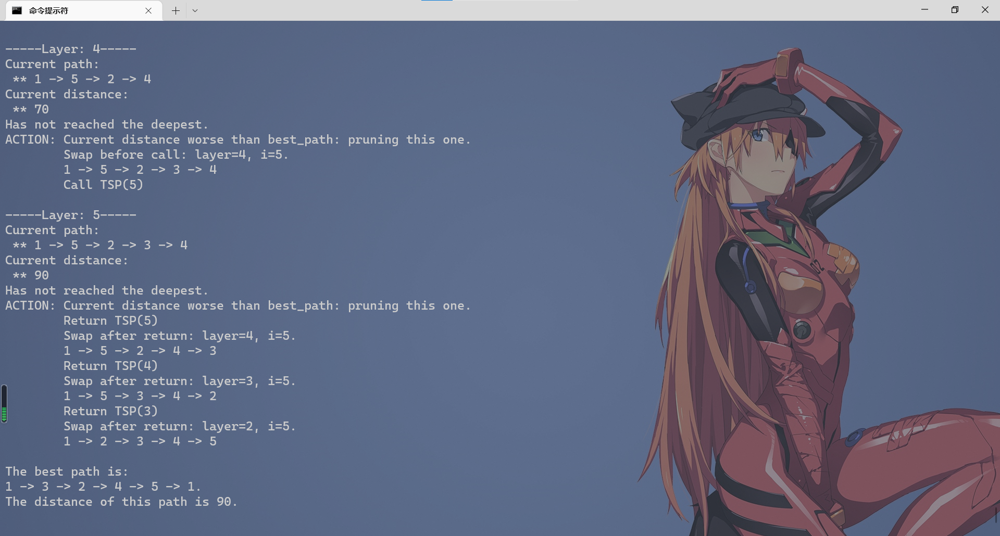 命令提示符
-----Layer: 4-----
Current path:
 ** 1 -> 5 -> 2 -> 4
Current distance:
 ** 70
Has not reached the deepest.
ACTION: Current distance worse than best_path: pruning this one.
        Swap before call: layer=4, i=5.
        1 -> 5 -> 2 -> 3 -> 4
        Call TSP(5)

-----Layer: 5-----
Current path:
 ** 1 -> 5 -> 2 -> 3 -> 4
Current distance:
 ** 90
Has not reached the deepest.
ACTION: Current distance worse than best_path: pruning this one.
        Return TSP(5)
        Swap after return: layer=4, i=5.
        1 -> 5 -> 2 -> 4 -> 3
        Return TSP(4)
        Swap after return: layer=3, i=5.
        1 -> 5 -> 3 -> 4 -> 2
        Return TSP(3)
        Swap after return: layer=2, i=5.
        1 -> 2 -> 3 -> 4 -> 5

The best path is:
1 -> 3 -> 2 -> 4 -> 5 -> 1.
The distance of this path is 90.
02